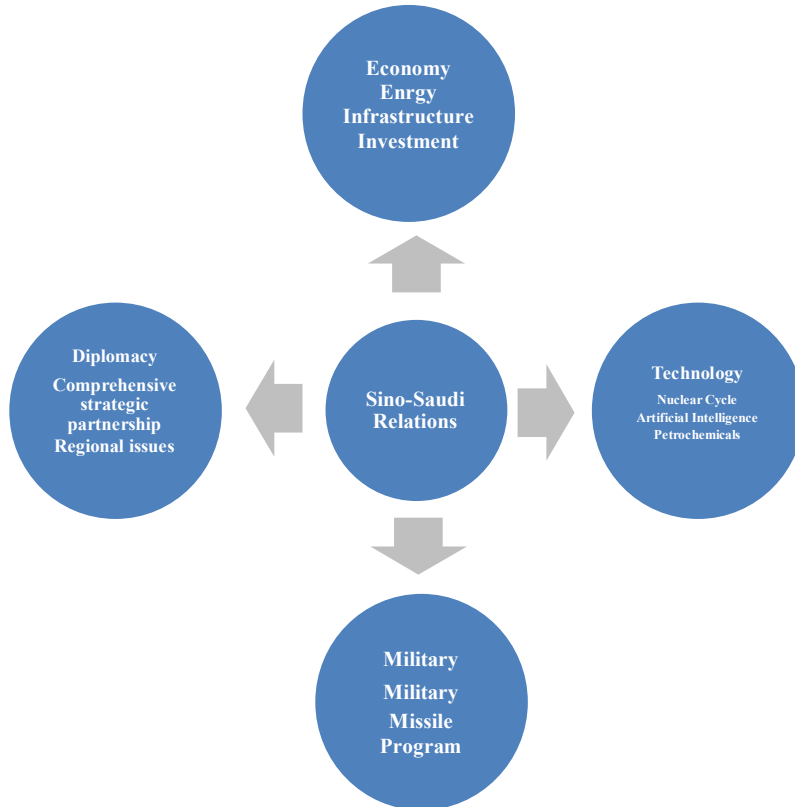 Economy
Enrgy
Infrastructure
Investment
Diplomacy
Comprehensive
strategic
partnership
Regional issues
Sino-Saudi
Relations
Technology
Nuclear Cycle
Artificial Intelligence
Petrochemicals
Military
Military
Missile
Program